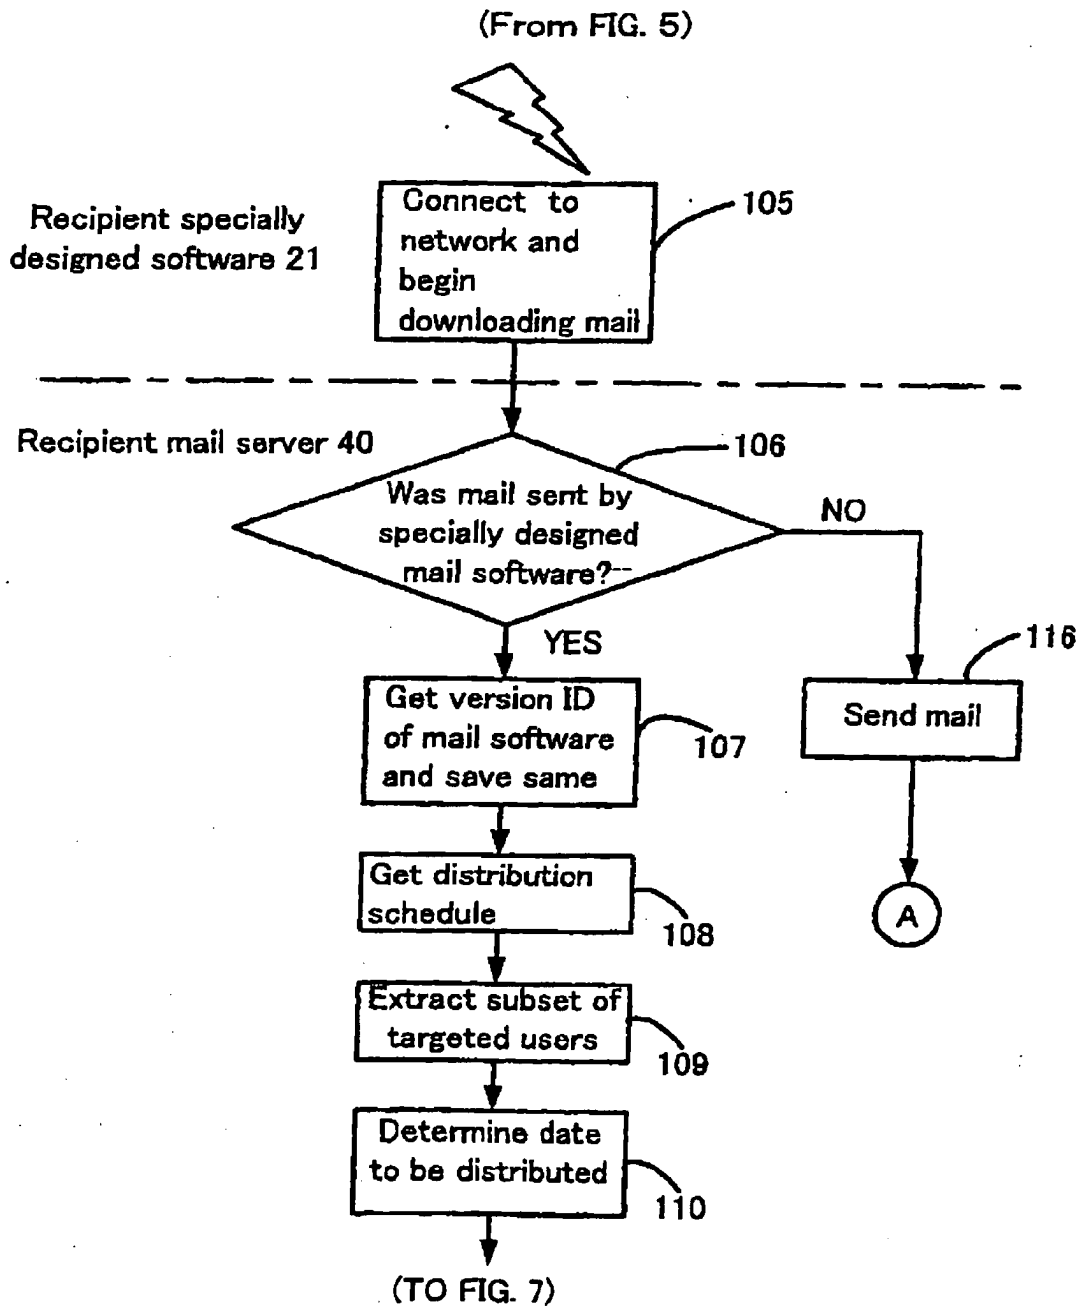 (From FIG. 5)
Connect to
network and
begin
downloading mail
105
Recipient specially
designed software 21
Recipient mail server 40
106
Was mail sent by
specially designed
mail software?--
NO
YES
116
Send mail
Get version ID
of mail software
and save same
107
A
Get distribution
schedule
108
Extract subset of
targeted users
109
Determine date
to be distributed
110
(TO FIG. 7)